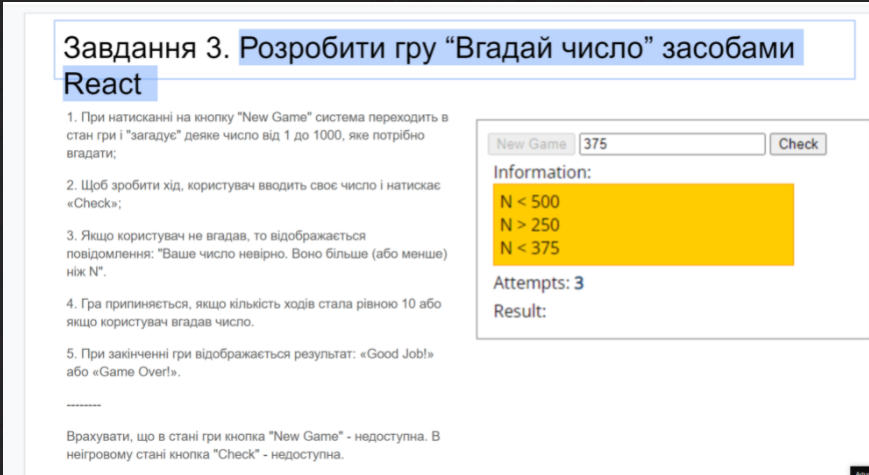 Завдання 3. Розробити гру “Вгадай число” засобами
React
1. При натисканні на кнопку "New Game" система переходить в
стан гри і "загадує" деяке число від 1 до 1000, яке потрібно
вгадати;
2. Щоб зробити хід, користувач вводить своє число і натискає
«Check»;
3. Якщо користувач не вгадав, то відображається
повідомлення: "Ваше число невірно. Воно більше (або менше)
ніж N".
4. Гра припиняється, якщо кількість ходів стала рівною 10 або
якщо користувач вгадав число.
5. При закінченні гри відображається результат: «Good Job!»
або «Game Over!».
--------
Врахувати, що в стані гри кнопка "New Game" - недоступна. В
неігровому стані кнопка "Check" - недоступна.
New Game 375 Check
Information:
N < 500
N > 250
N < 375
Attempts: 3
Result: